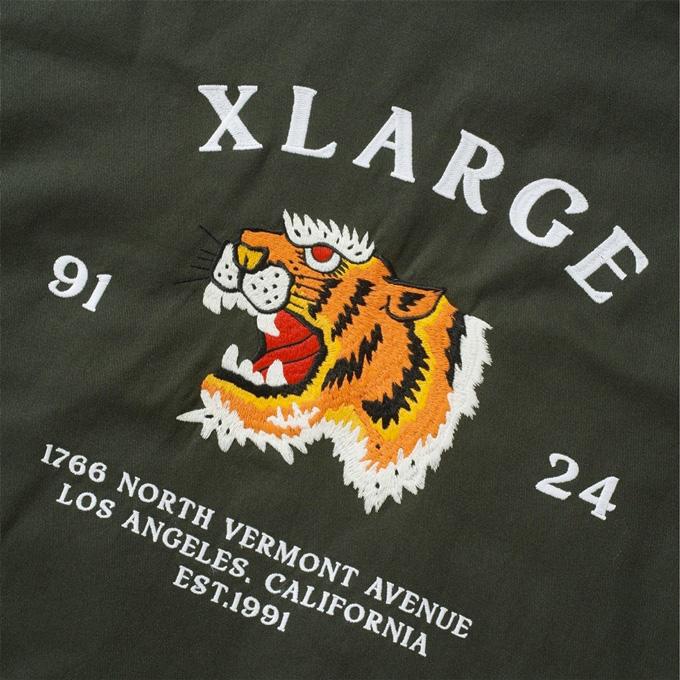 XLARGE
91
24
1766 NORTH VERMONT AVENUE
LOS ANGELES. CALIFORNIA
EST.1991